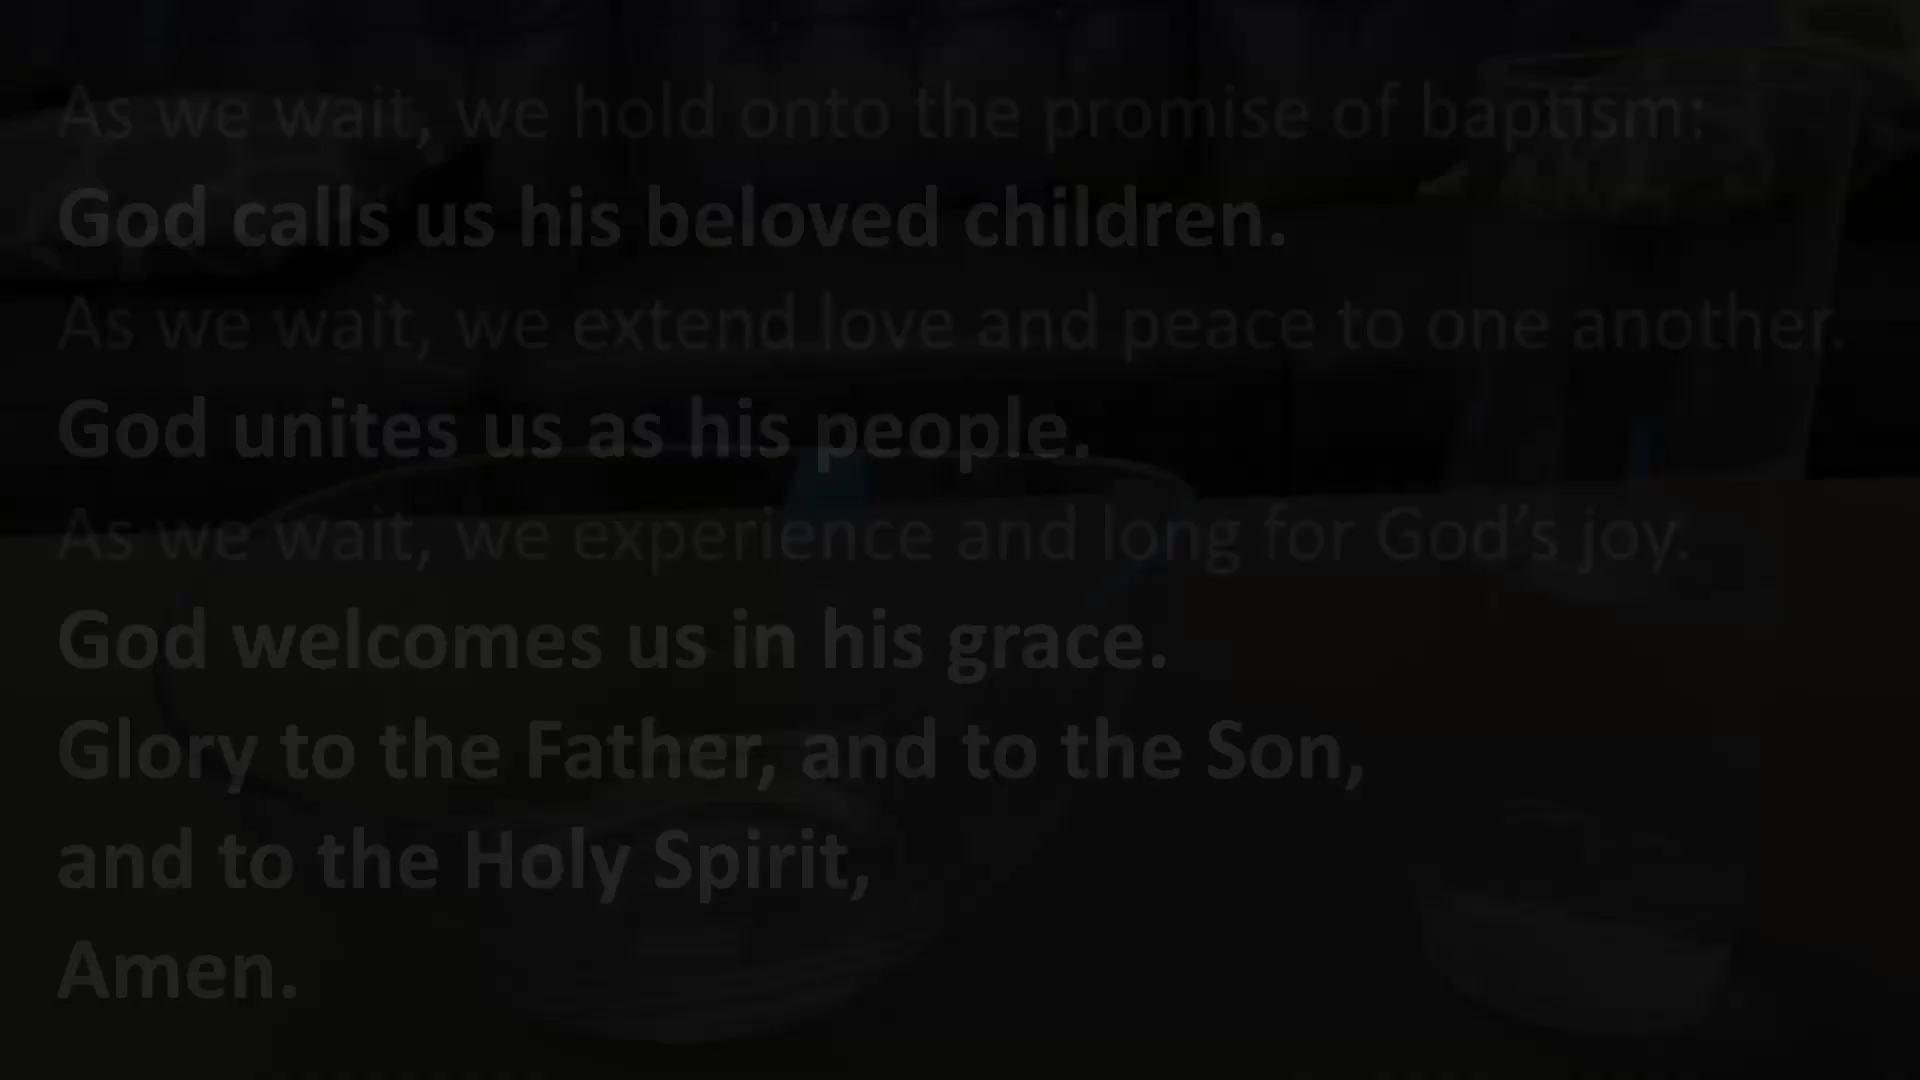 As we wait, we hold onto the promise of baptism:
God calls us his beloved children.
As we wait, we extend love and peace to one another.
God unites us as his people.
As we wait, we experience and long for God’s joy.
God welcomes us in his grace.
Glory to the Father, and to the Son,
and to the Holy Spirit,
Amen.